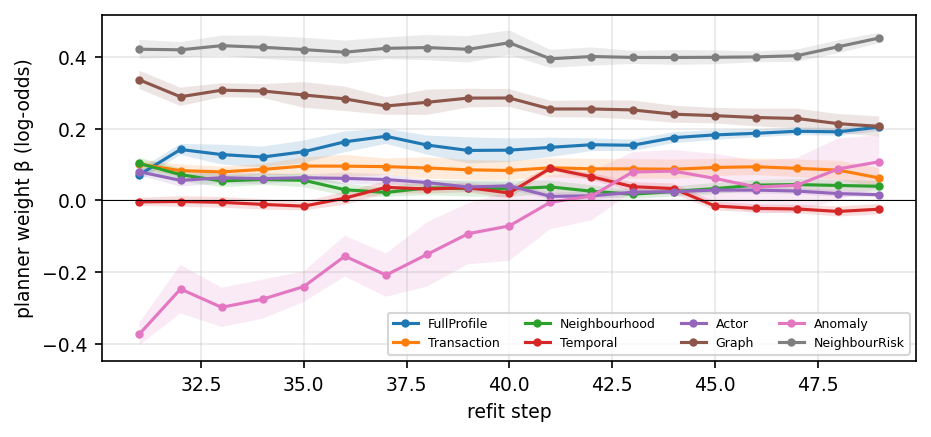 planner weight β (log-odds)
0.4
0.2
0.0
−0.2
−0.4
FullProfile Neighbourhood Actor Anomaly
Transaction Temporal Graph NeighbourRisk
32.5 35.0 37.5 40.0 42.5 45.0 47.5
refit step